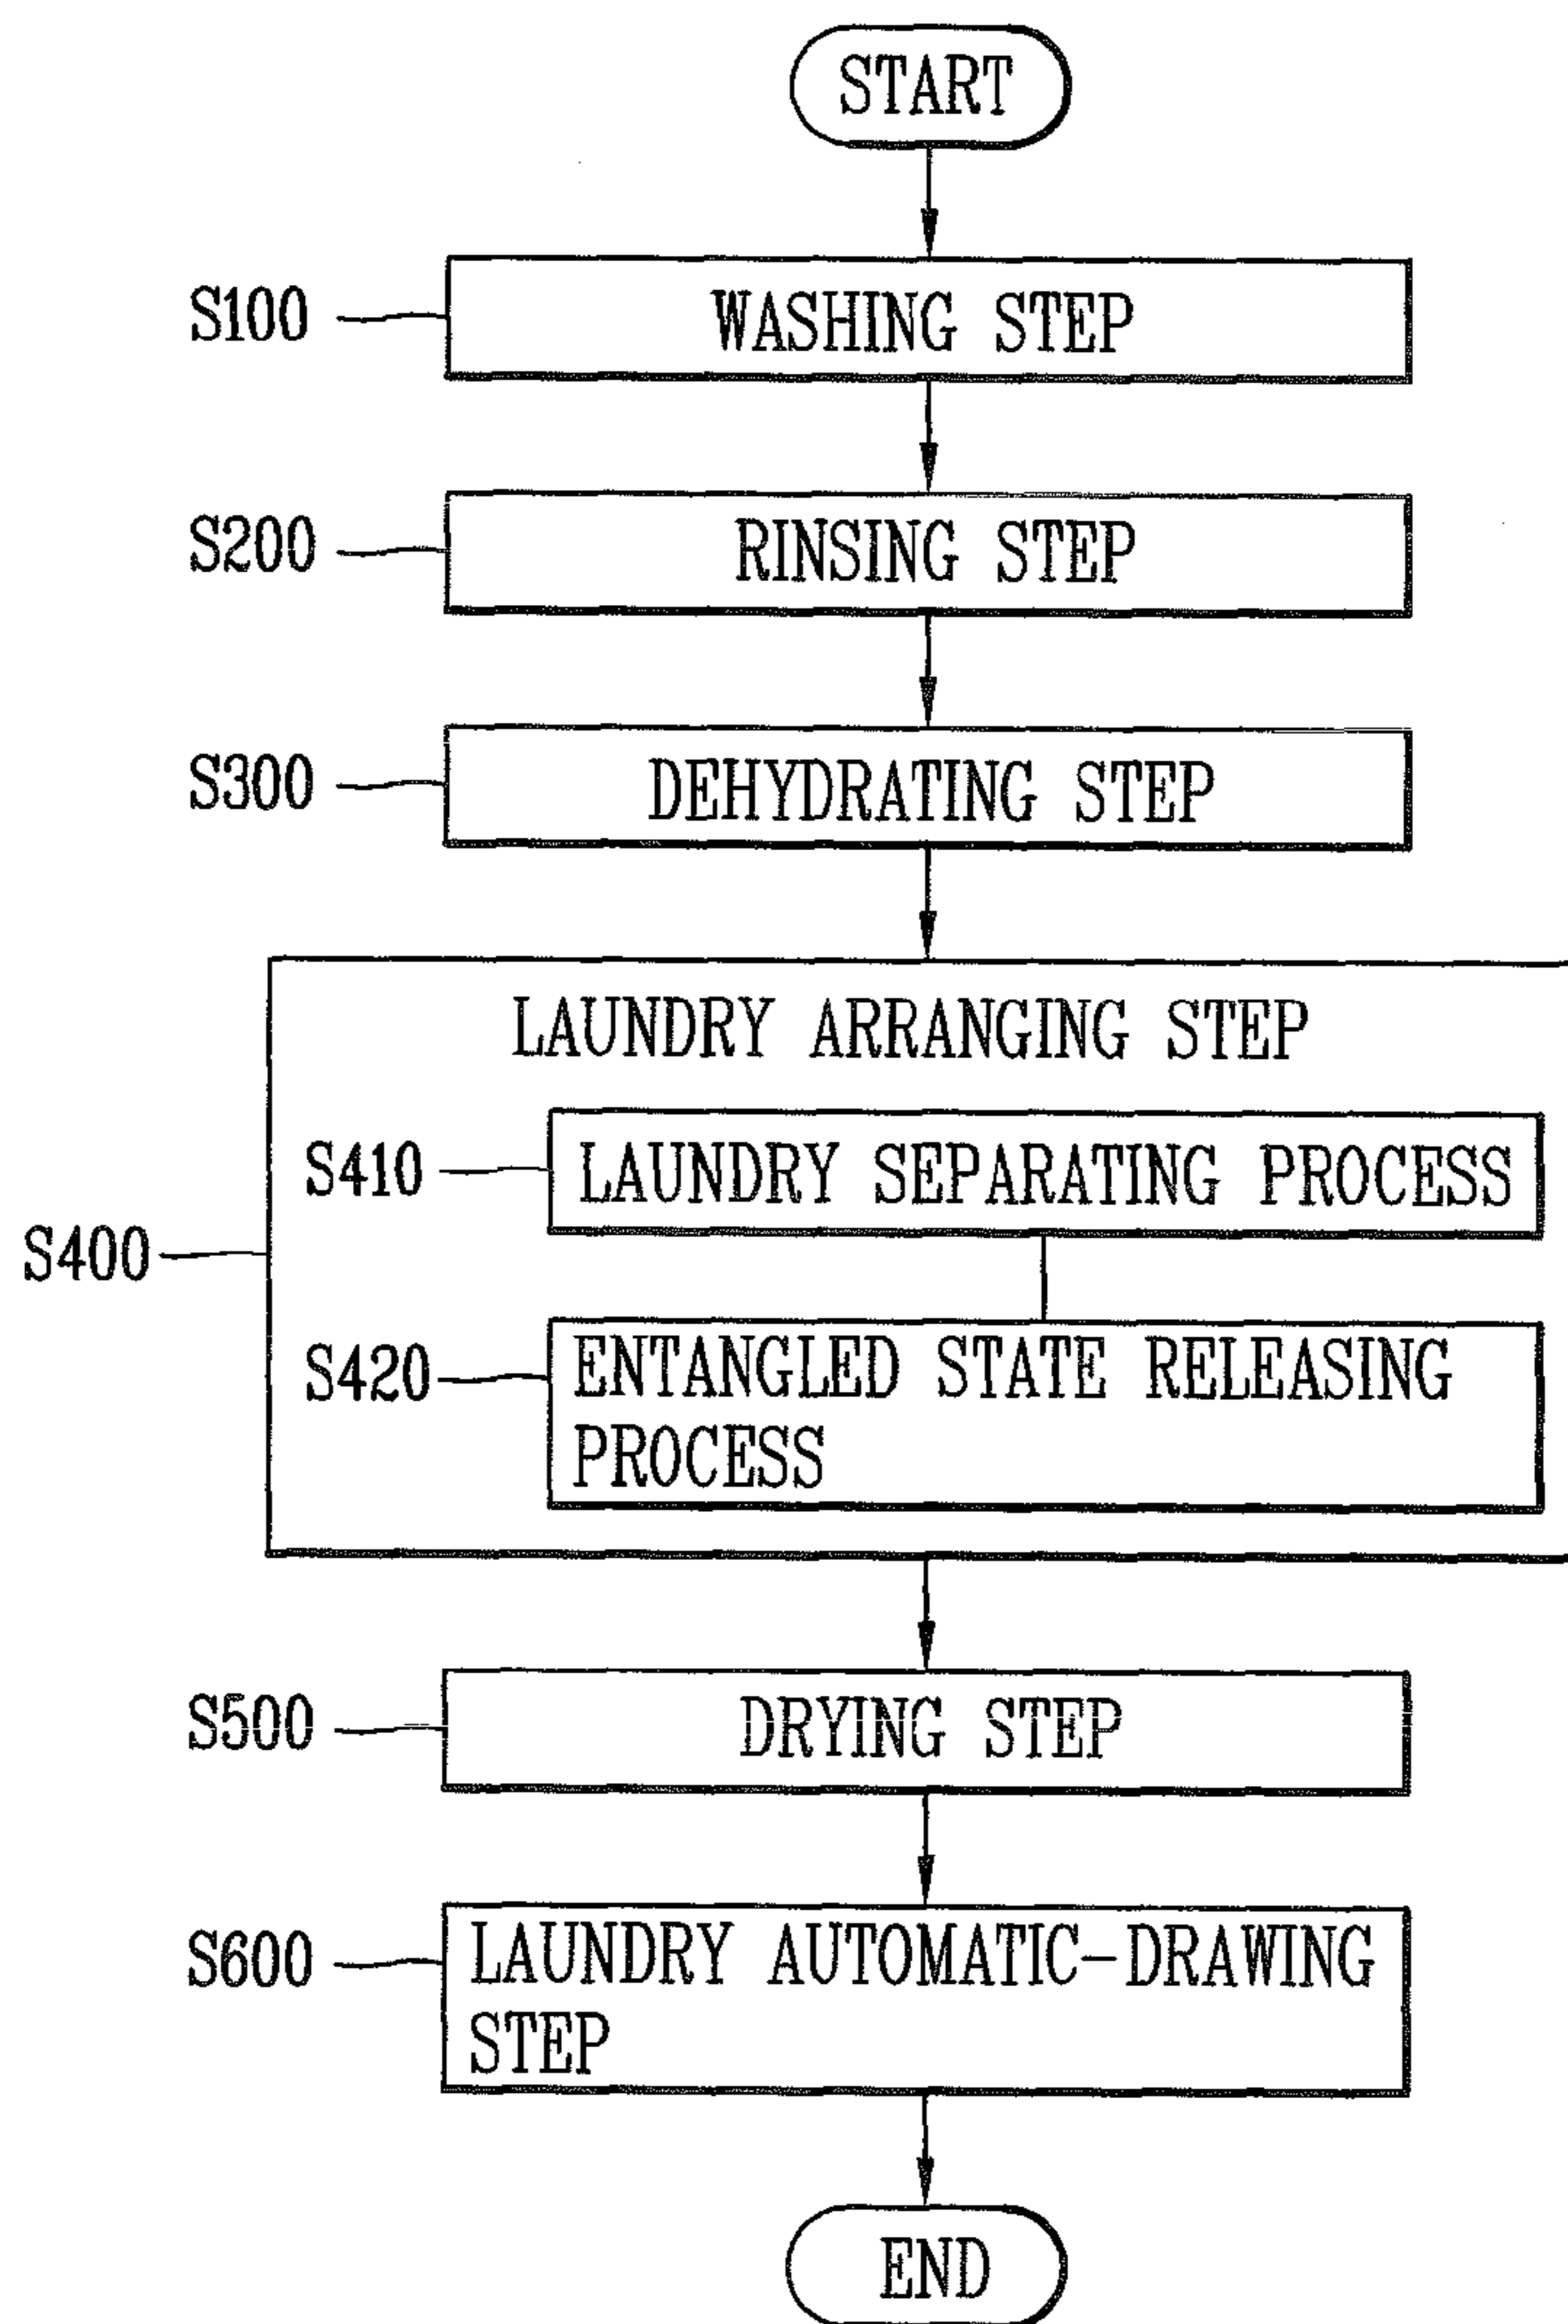 START
S100
WASHING STEP
S200
RINSING STEP
S300
DEHYDRATING STEP
LAUNDRY ARRANGING STEP
S410
LAUNDRY SEPARATING PROCESS
S400
S420
ENTANGLED STATE RELEASING
PROCESS
S500
DRYING STEP
S600
LAUNDRY AUTOMATIC-DRAWING
STEP
END